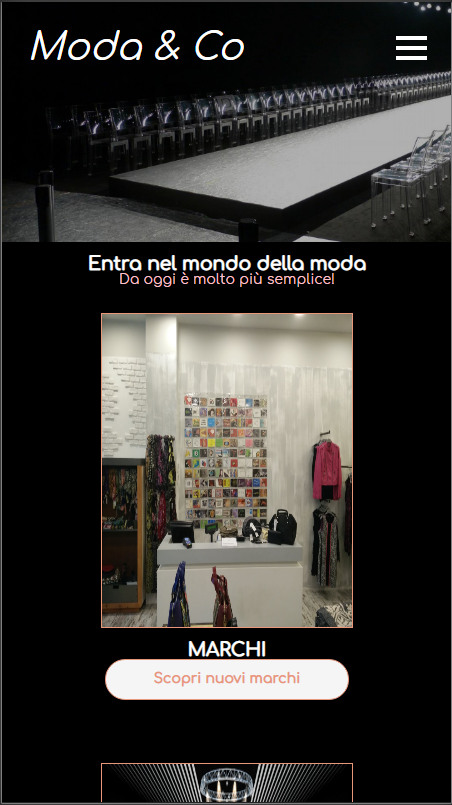 Moda & Co
Entra nel mondo della moda
Da oggi è molto più semplice!
MARCHI
Scopri nuovi marchi